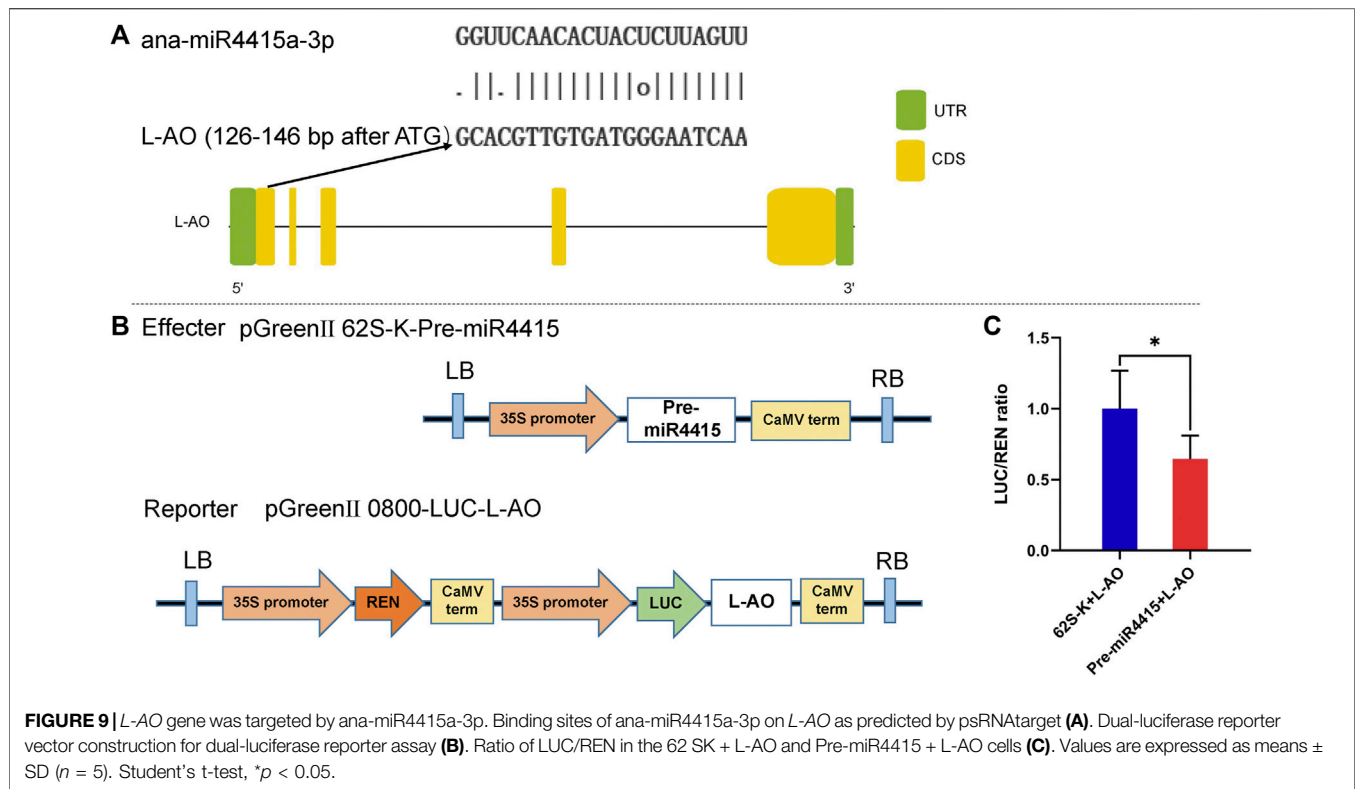 A ana-miR4415a-3p GGUUCAACACUACUCUUAGUU
.||.|||||||||o|||||||
L-AO (126-146 bp after ATG) GCACGTTGTGATGGGAATCAA
UTR
CDS
L-AO
5' 3'
B Effecter pGreenII 62S-K-Pre-miR4415
LB RB
35S promoter Pre-miR4415 CaMV term
Reporter pGreenII 0800-LUC-L-AO
LB RB
35S promoter REN CaMV term 35S promoter LUC L-AO CaMV term
C
LUC/REN ratio
1.5
1.0
0.5
0.0
*
62S-K+L-AO
Pre-miR4415+L-AO
FIGURE 9 | L-AO gene was targeted by ana-miR4415a-3p. Binding sites of ana-miR4415a-3p on L-AO as predicted by psRNAtarget (A). Dual-luciferase reporter
vector construction for dual-luciferase reporter assay (B). Ratio of LUC/REN in the 62 SK + L-AO and Pre-miR4415 + L-AO cells (C). Values are expressed as means ±
SD (n = 5). Student's t-test, *p < 0.05.